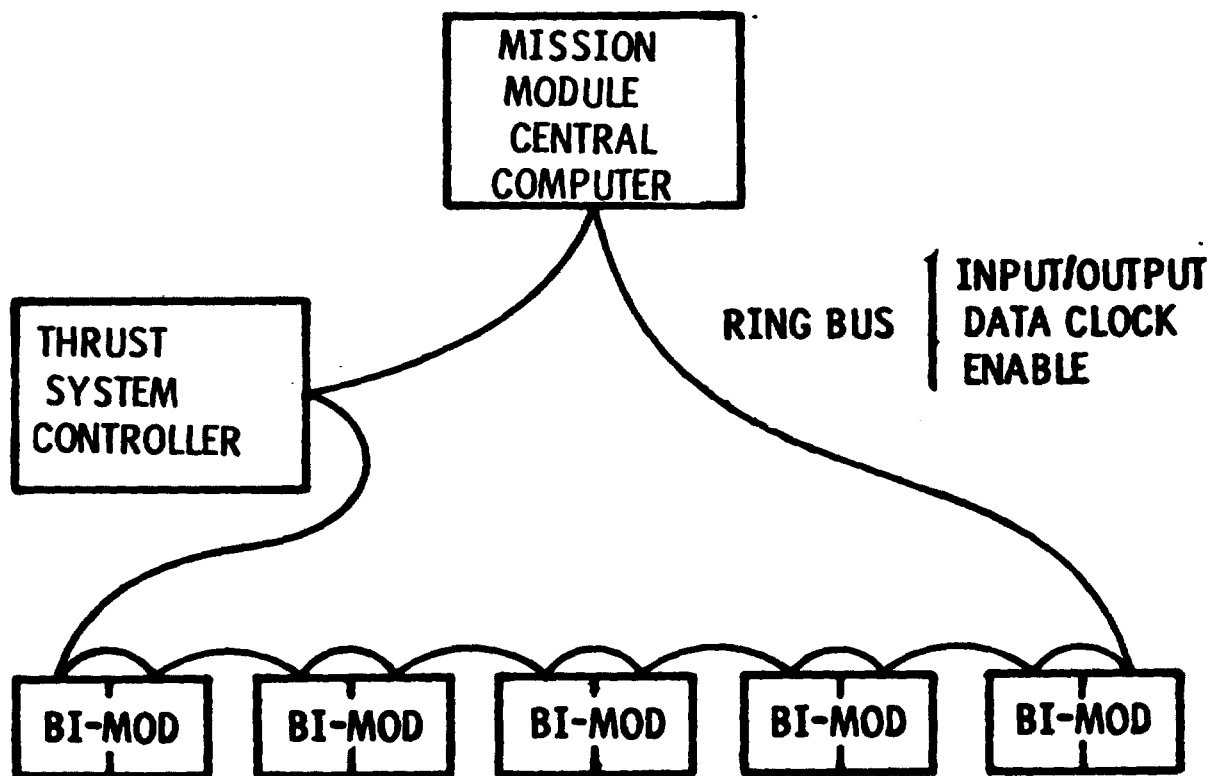 MISSION
MODULE
CENTRAL
COMPUTER
THRUST
SYSTEM
CONTROLLER
RING BUS
INPUT/OUTPUT
DATA CLOCK
ENABLE
BI-MOD
BI-MOD
BI-MOD
BI-MOD
BI-MOD